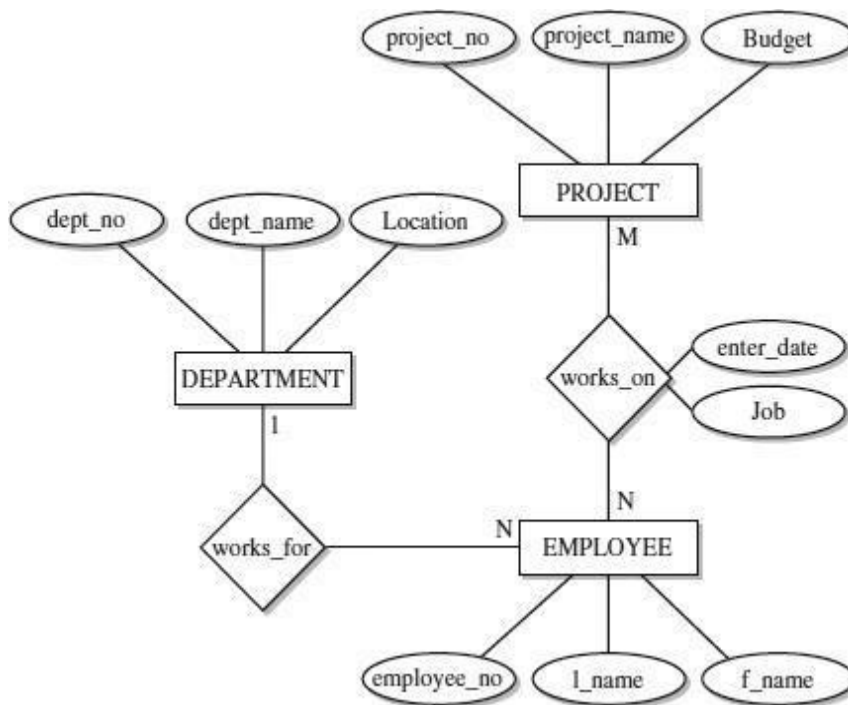 project_no
project_name
Budget
PROJECT
M
dept_no
dept_name
Location
DEPARTMENT
1
works_on
enter_date
Job
works_for
N
N
EMPLOYEE
employee_no
l_name
f_name